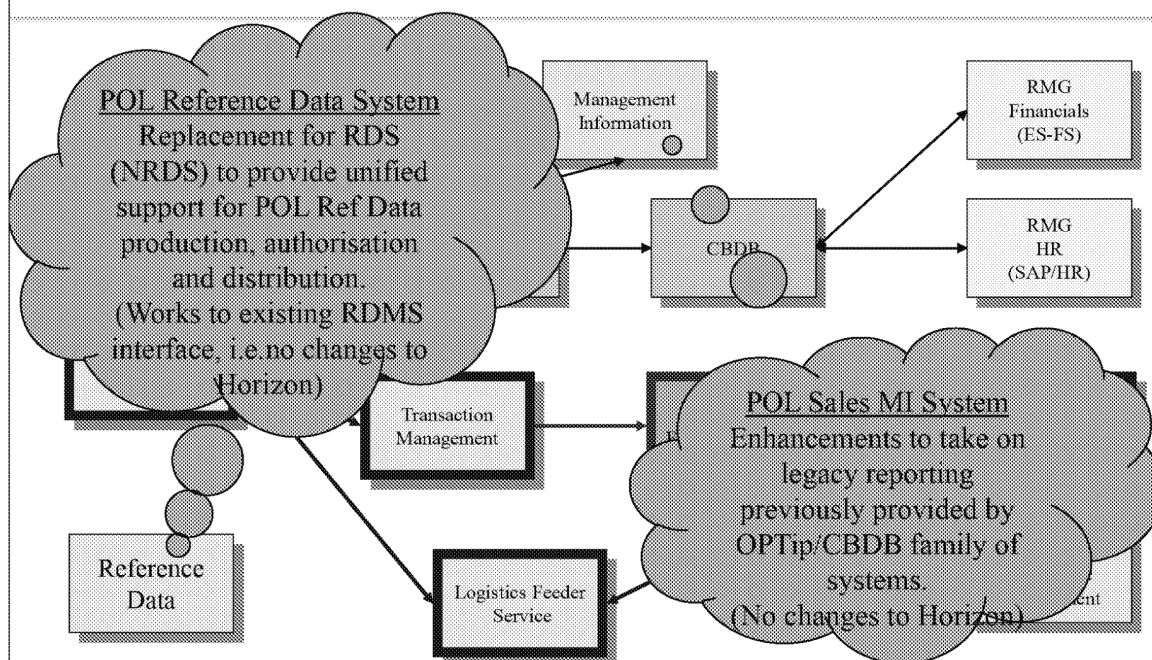 POL Reference Data System
Replacement for RDS
(NRDS) to provide unified
support for POL Ref Data
production, authorisation
and distribution.
(Works to existing RDMS
interface, i.e.no changes to
Horizon)
Management
Information
RMG
Financials
(ES-FS)
CBDB
RMG
HR
(SAP/HR)
Transaction
Management
POL Sales MI System
Enhancements to take on
legacy reporting
previously provided by
OPTip/CBDB family of
systems.
(No changes to Horizon)
Reference
Data
Logistics Feeder
Service